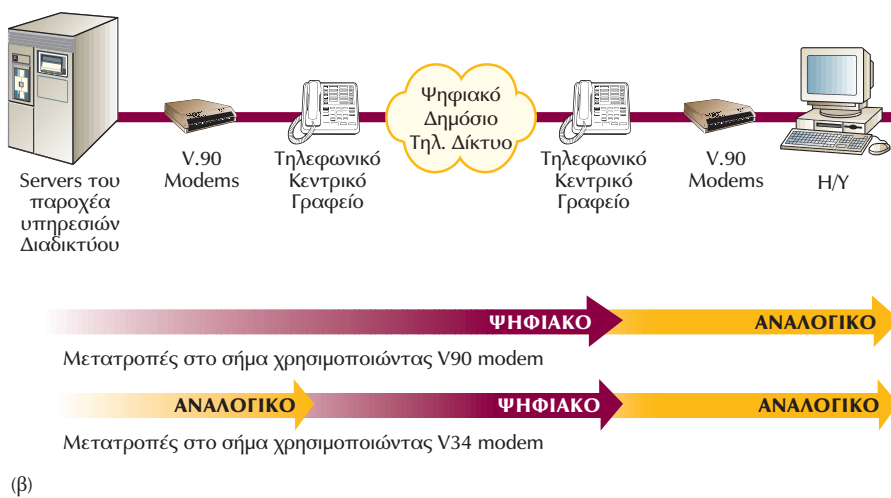 Servers του
παροχέα
υπηρεσιών
Διαδικτύου
V.90
Modems
Τηλεφωνικό
Κεντρικό
Γραφείο
Ψηφιακό
Δημόσιο
Τηλ. Δίκτυο
Τηλεφωνικό
Κεντρικό
Γραφείο
V.90
Modems
Η/Υ
ΨΗΦΙΑΚΟ ΑΝΑΛΟΓΙΚΟ
Μετατροπές στο σήμα χρησιμοποιώντας V90 modem
ΑΝΑΛΟΓΙΚΟ ΨΗΦΙΑΚΟ ΑΝΑΛΟΓΙΚΟ
Μετατροπές στο σήμα χρησιμοποιώντας V34 modem
(β)